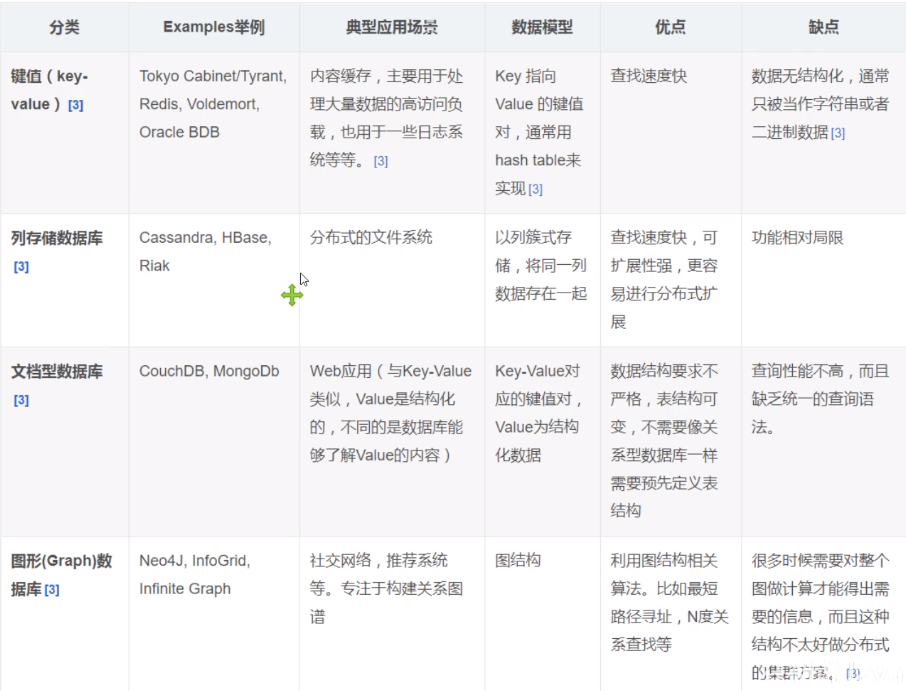 分类
Examples举例
典型应用场景
数据模型
优点
缺点
键值（key-
value）[3]
Tokyo Cabinet/Tyrant,
Redis, Voldemort,
Oracle BDB
内容缓存，主要用于处
理大量数据的高访问负
载，也用于一些日志系
统等等。[3]
Key 指向
Value 的键值
对，通常用
hash table来
实现[3]
查找速度快
数据无结构化，通常
只被当作字符串或者
二进制数据[3]
列存储数据库
[3]
Cassandra, HBase,
Riak
分布式的文件系统
以列簇式存
储，将同一列
数据存在一起
查找速度快，可
扩展性强，更容
易进行分布式扩
展
功能相对局限
文档型数据库
[3]
CouchDB, MongoDb
Web应用（与Key-Value
类似，Value是结构化
的，不同的是数据库能
够了解Value的内容）
Key-Value对
应的键值对，
Value为结构
化数据
数据结构要求不
严格，表结构可
变，不需要像关
系型数据库一样
需要预先定义表
结构
查询性能不高，而且
缺乏统一的查询语
法。
图形(Graph)数
据库[3]
Neo4J, InfoGrid,
Infinite Graph
社交网络，推荐系统
等。专注于构建关系图
谱
图结构
利用图结构相关
算法。比如最短
路径寻址，N度关
系查找等
很多时候需要对整个
图做计算才能得出需
要的信息，而且这种
结构不太好做分布式
的集群方案。[3]